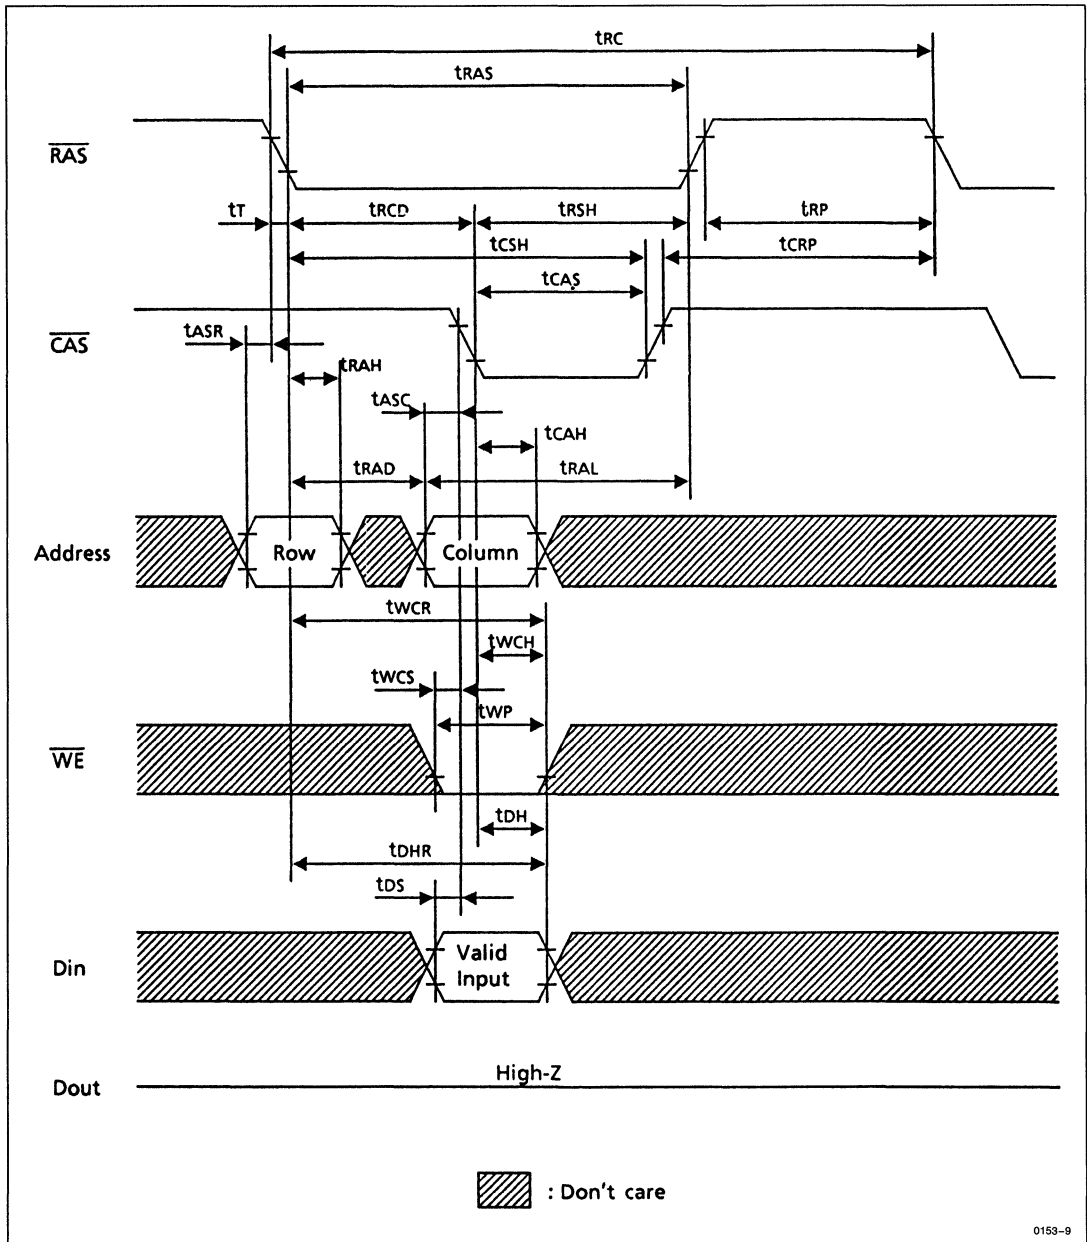 tRC
tRAS
RAS
tT
tRCD
tRSH
tRP
tCSH
tCRP
tCAS
CAS
tASR
tRAH
tASC
tCAH
tRAD
tRAL
Address
Row
Column
tWCR
tWCH
tWCS
tWP
WE
tDH
tDHR
tDS
Din
Valid
Input
High-Z
Dout
: Don't care
0153-9